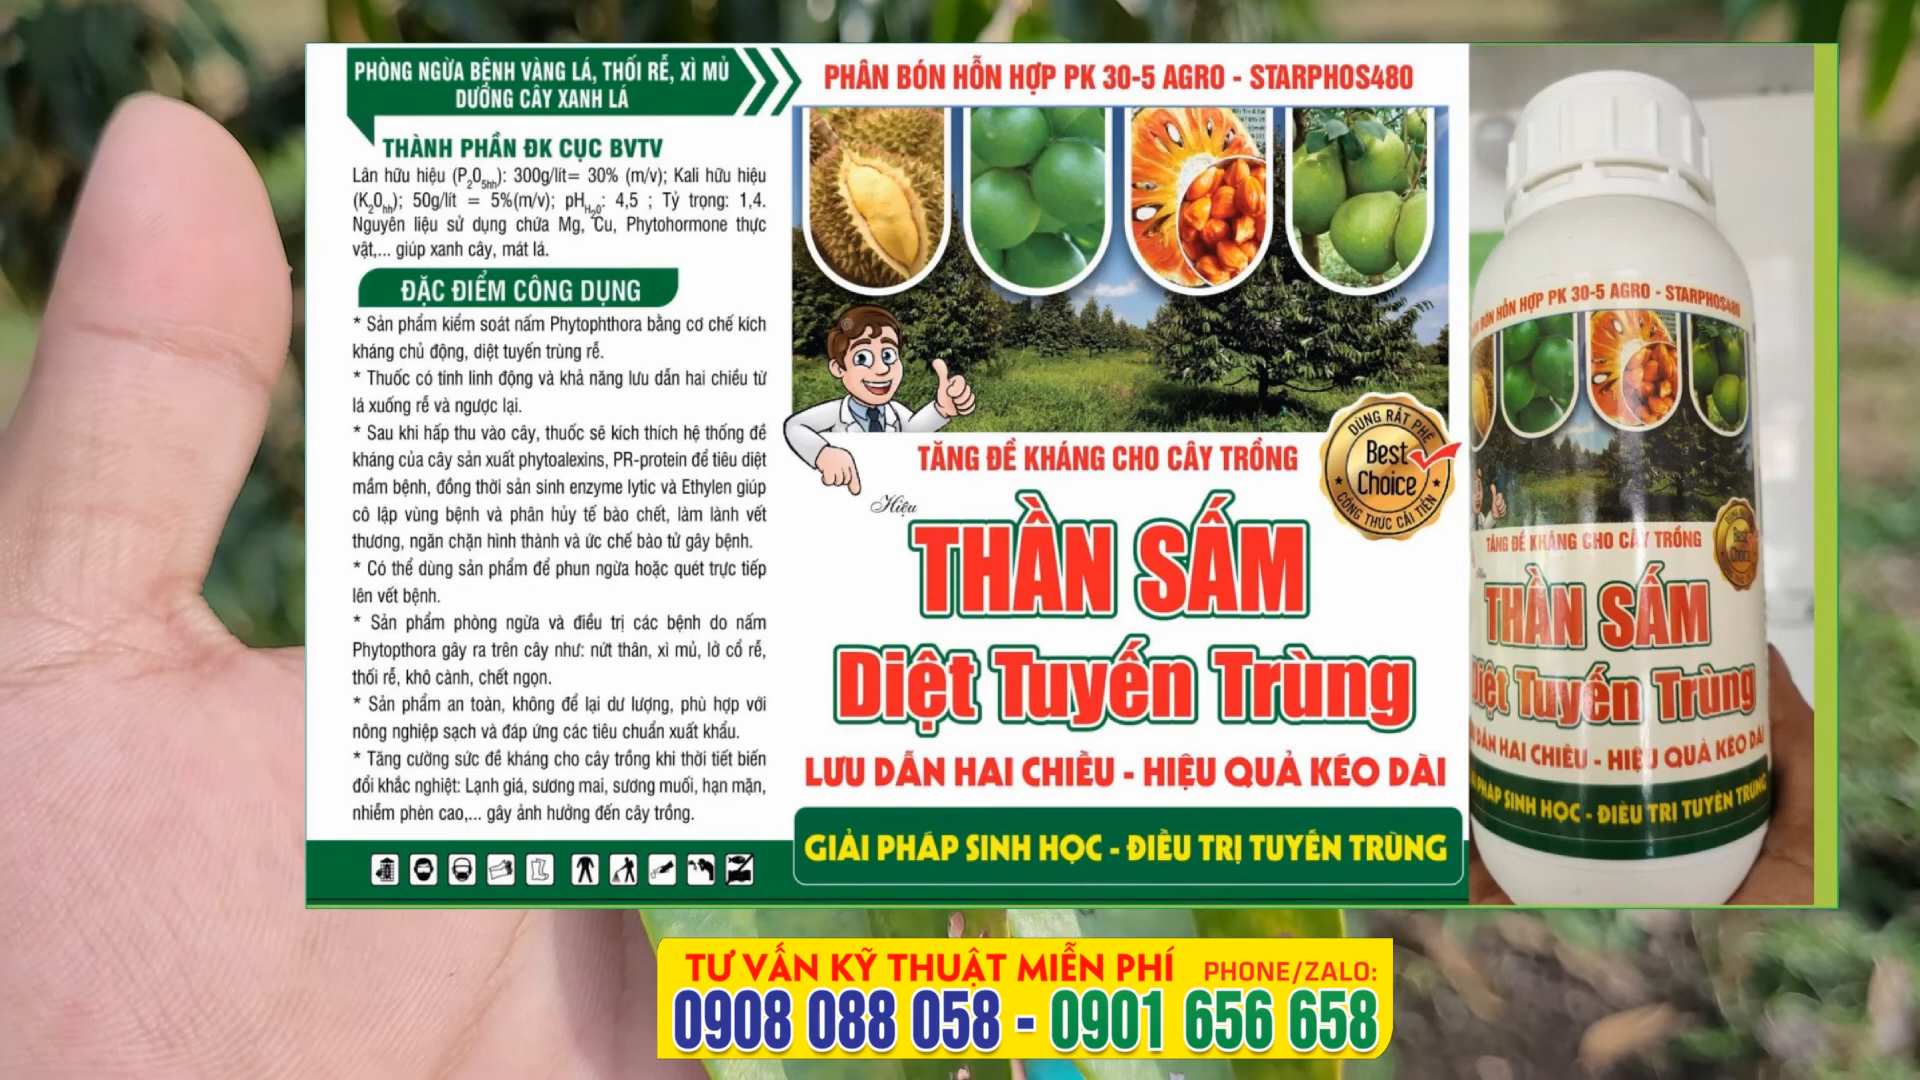 PHÒNG NGỪA BỆNH VÀNG LÁ, THỐI RỄ, XÌ MỦ
DƯỠNG CÂY XANH LÁ
THÀNH PHẦN ĐK CỤC BVTV
Lân hữu hiệu (P2O5hh): 300g/lít= 30% (m/v); Kali hữu hiệu
(K2Ohh); 50g/lít = 5%(m/v); pHH2O: 4,5 ; Tỷ trọng: 1,4.
Nguyên liệu sử dụng chứa Mg, Cu, Phytohormone thực
vật,... giúp xanh cây, mát lá.
ĐẶC ĐIỂM CÔNG DỤNG
* Sản phẩm kiểm soát nấm Phytophthora bằng cơ chế kích
kháng chủ động, diệt tuyến trùng rễ.
* Thuốc có tính linh động và khả năng lưu dẫn hai chiều từ
lá xuống rễ và ngược lại.
* Sau khi hấp thu vào cây, thuốc sẽ kích thích hệ thống đề
kháng của cây sản xuất phytoalexins, PR-protein để tiêu diệt
mầm bệnh, đồng thời sản sinh enzyme lytic và Ethylen giúp
cô lập vùng bệnh và phân hủy tế bào chết, làm lành vết
thương, ngăn chặn hình thành và ức chế bào tử gây bệnh.
* Có thể dùng sản phẩm để phun ngừa hoặc quét trực tiếp
lên vết bệnh.
* Sản phẩm phòng ngừa và điều trị các bệnh do nấm
Phytopthora gây ra trên cây như: nứt thân, xì mủ, lở cổ rễ,
thối rễ, khô cành, chết ngọn.
* Sản phẩm an toàn, không để lại dư lượng, phù hợp với
nông nghiệp sạch và đáp ứng các tiêu chuẩn xuất khẩu.
* Tăng cường sức đề kháng cho cây trồng khi thời tiết biến
đổi khắc nghiệt: Lạnh giá, sương mai, sương muối, hạn mặn,
nhiễm phèn cao,... gây ảnh hưởng đến cây trồng.
PHÂN BÓN HỖN HỢP PK 30-5 AGRO - STARPHOS480
TĂNG ĐỀ KHÁNG CHO CÂY TRỒNG
DÙNG RẤT PHÊ
Best
Choice
CÔNG THỨC CẢI TIẾN
Hiệu
THẦN SẤM
Diệt Tuyến Trùng
LƯU DẪN HAI CHIỀU - HIỆU QUẢ KÉO DÀI
GIẢI PHÁP SINH HỌC - ĐIỀU TRỊ TUYẾN TRÙNG
BÓN HỖN HỢP PK 30-5 AGRO - STARPHOS480
TĂNG ĐỀ KHÁNG CHO CÂY TRỒNG
Best
THẦN SẤM
Diệt Tuyến Trùng
DẪN HAI CHIỀU - HIỆU QUẢ KÉO DÀI
PHÁP SINH HỌC - ĐIỀU TRỊ TUYẾN TRÙNG
TƯ VẤN KỸ THUẬT MIỄN PHÍ PHONE/ZALO:
0908 088 058 - 0901 656 658